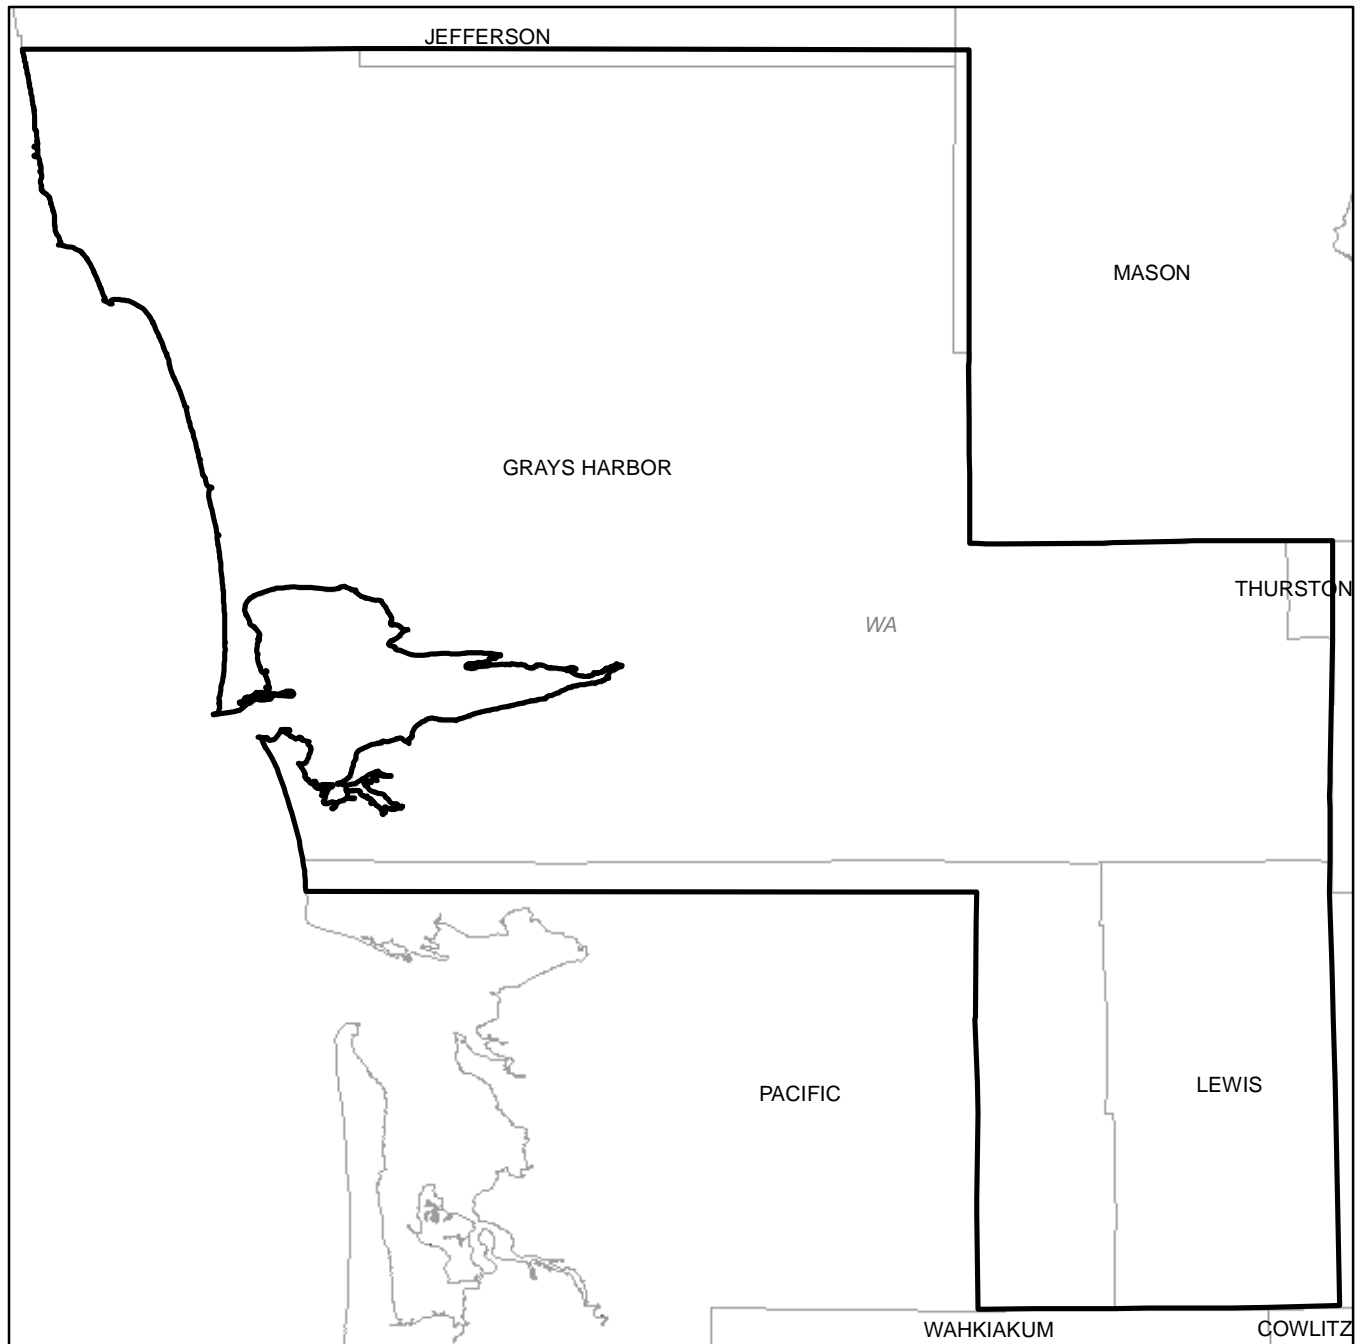 JEFFERSON
MASON
GRAYS HARBOR
THURSTON
WA
LEWIS
PACIFIC
WAHKIAKUM
COWLITZ